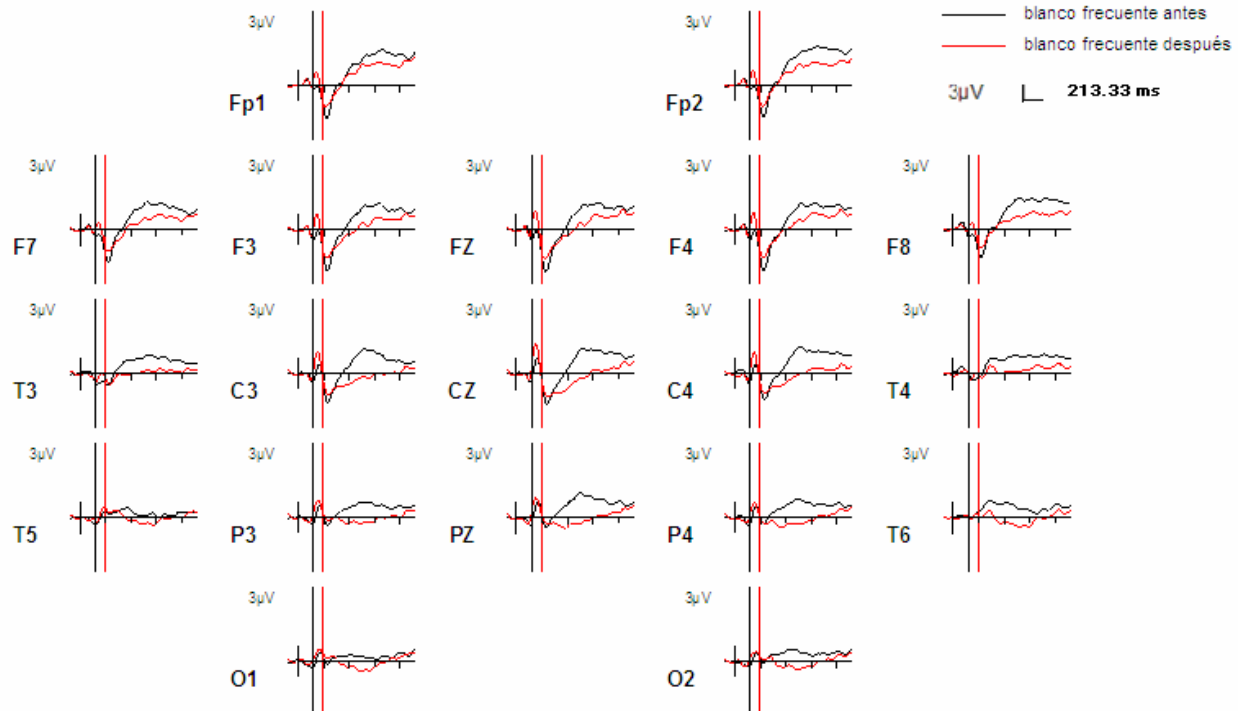 3µV 3µV blanco frecuente antes
blanco frecuente después
Fp1 Fp2 3µV 213.33 ms
3µV 3µV 3µV 3µV 3µV
F7 F3 FZ F4 F8
3µV 3µV 3µV 3µV 3µV
T3 C3 CZ C4 T4
3µV 3µV 3µV 3µV 3µV
T5 P3 PZ P4 T6
3µV 3µV
O1 O2